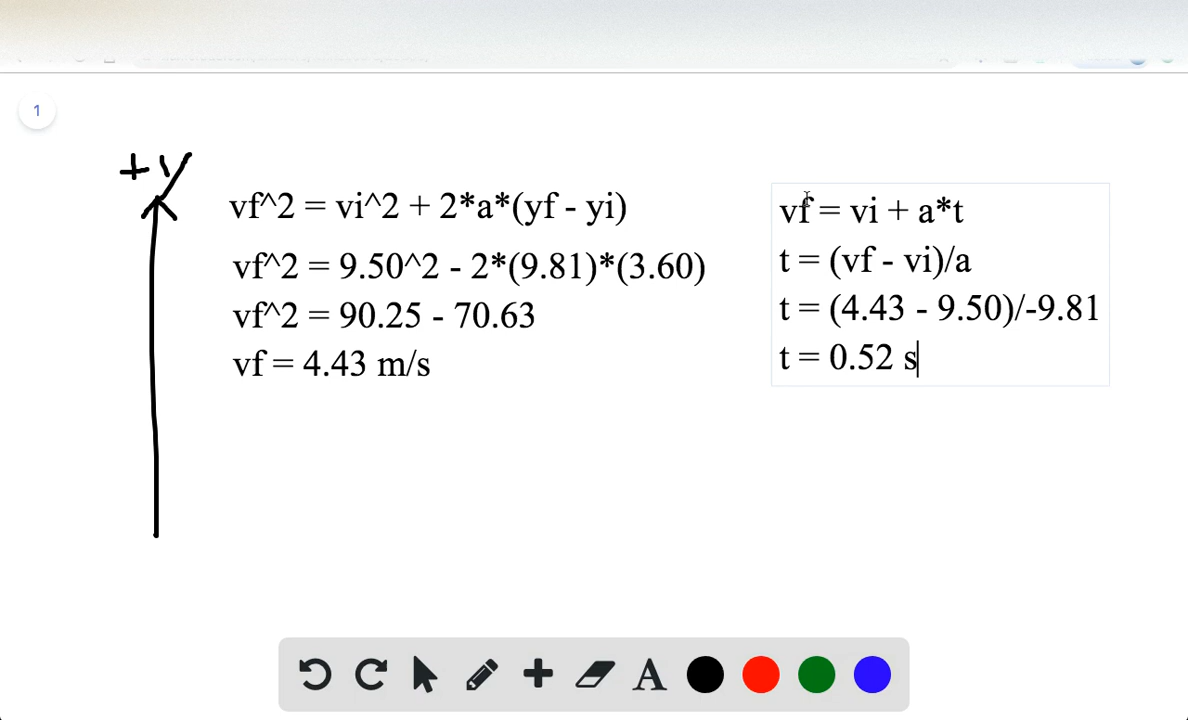 1
+y
vf^2 = vi^2 + 2*a*(yf - yi)
vf^2 = 9.50^2 - 2*(9.81)*(3.60)
vf^2 = 90.25 - 70.63
vf = 4.43 m/s
vf = vi + a*t
t = (vf - vi)/a
t = (4.43 - 9.50)/-9.81
t = 0.52 s
A